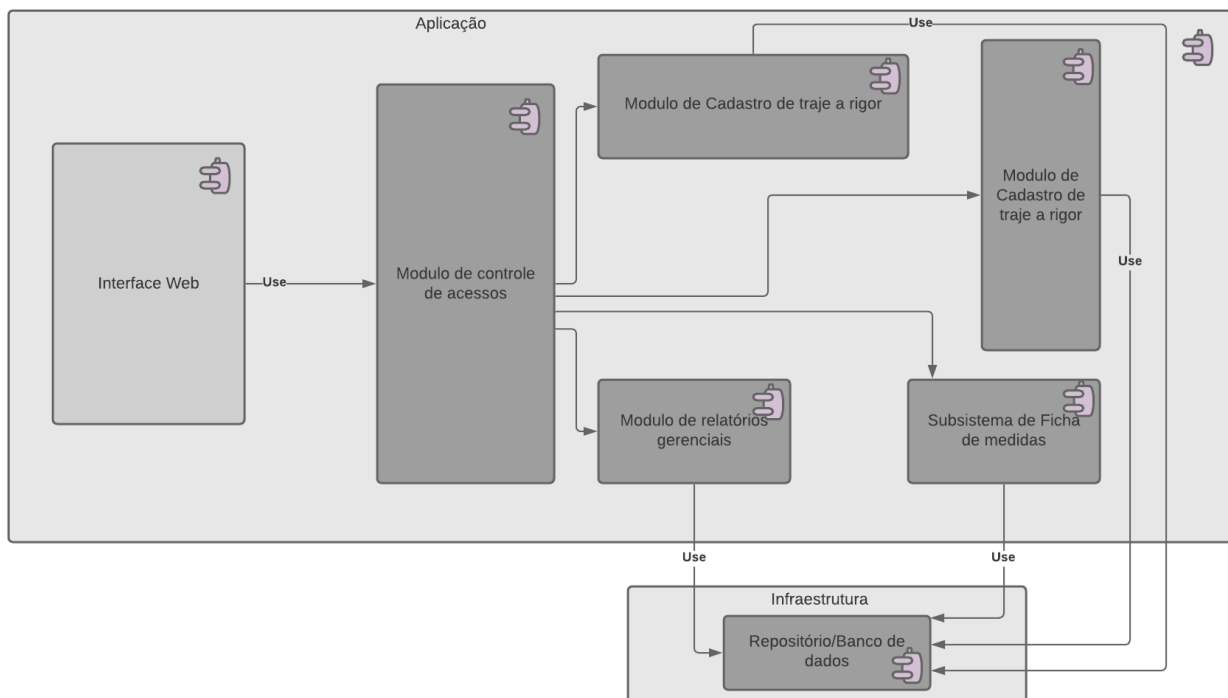 Aplicação
Use
Modulo de Cadastro de traje a rigor
Modulo de
Cadastro de
traje a rigor
Interface Web
Use
Modulo de controle
de acessos
Use
Modulo de relatórios
gerenciais
Subsistema de Ficha
de medidas
Use
Use
Infraestrutura
Repositório/Banco de
dados